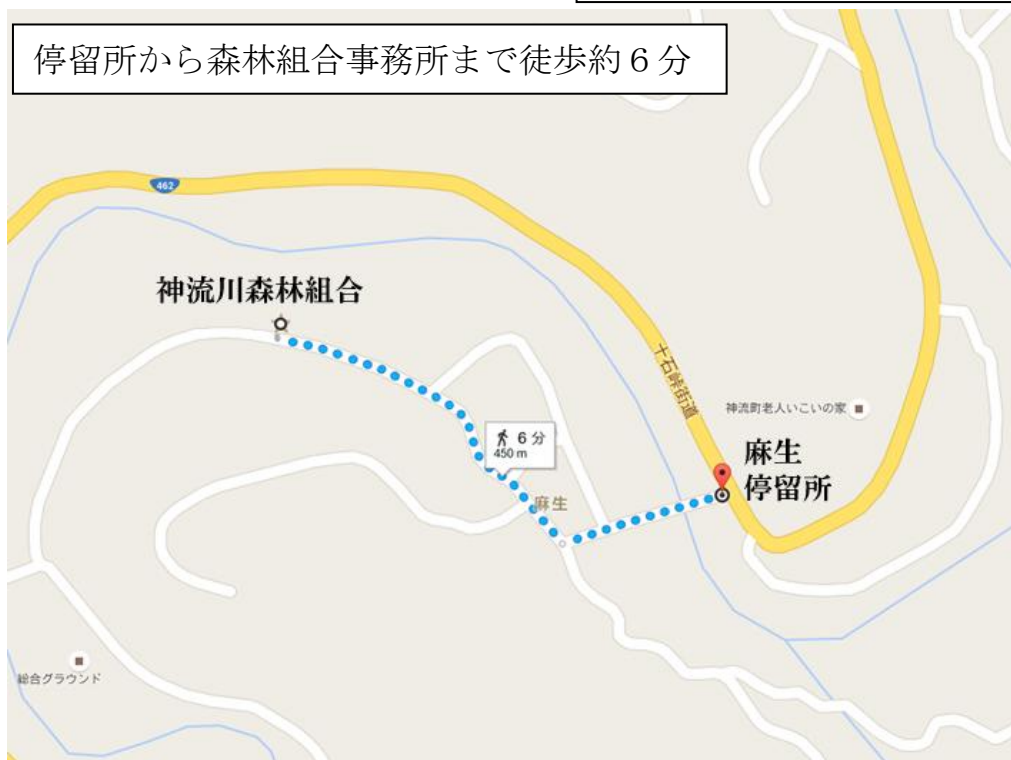 停留所から森林組合事務所まで徒歩約６分
462
神流川森林組合
十石峠街道
神流町老人いこいの家
6 分
450 m
麻生
停留所
麻生
総合グラウンド